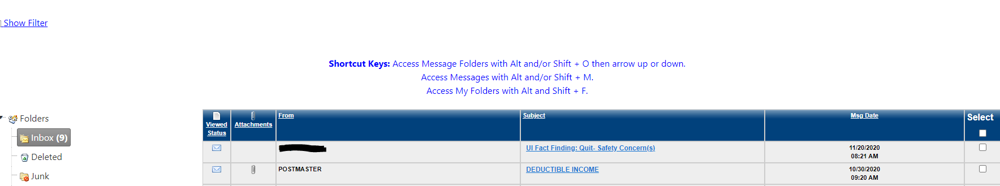 Show Filter
Shortcut Keys: Access Message Folders with Alt and/or Shift + O then arrow up or down.
Access Messages with Alt and/or Shift + M.
Access My Folders with Alt and Shift + F.
Folders
Inbox (9)
Deleted
Junk
Viewed Status
Attachments
From
Subject
Msg Date
Select
UI Fact Finding: Quit- Safety Concern(s)
11/20/2020
08:21 AM
POSTMASTER
DEDUCTIBLE INCOME
10/30/2020
09:20 AM